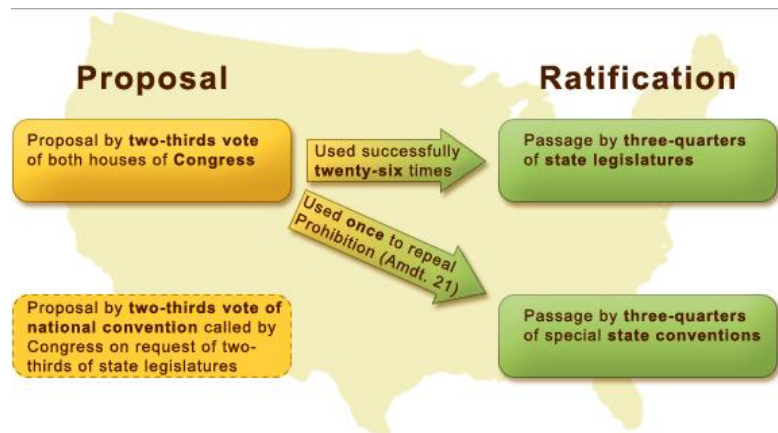 Proposal
Ratification
Proposal by two-thirds vote
of both houses of Congress
Used successfully
twenty-six times
Passage by three-quarters
of state legislatures
Used once to repeal
Prohibition (Amdt. 21)
Proposal by two-thirds vote of
national convention called by
Congress on request of two-
thirds of state legislatures
Passage by three-quarters
of special state conventions